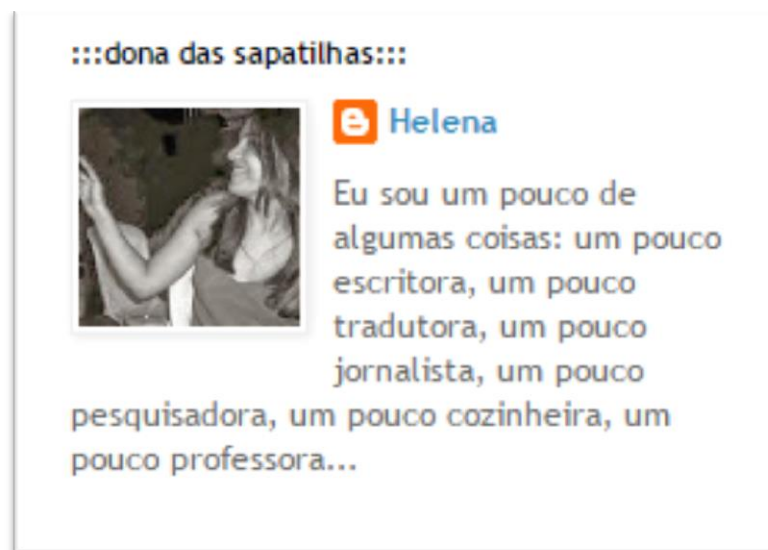 :::dona das sapatilhas:::
Helena
Eu sou um pouco de
algumas coisas: um pouco
escritora, um pouco
tradutora, um pouco
jornalista, um pouco
pesquisadora, um pouco cozinheira, um
pouco professora...